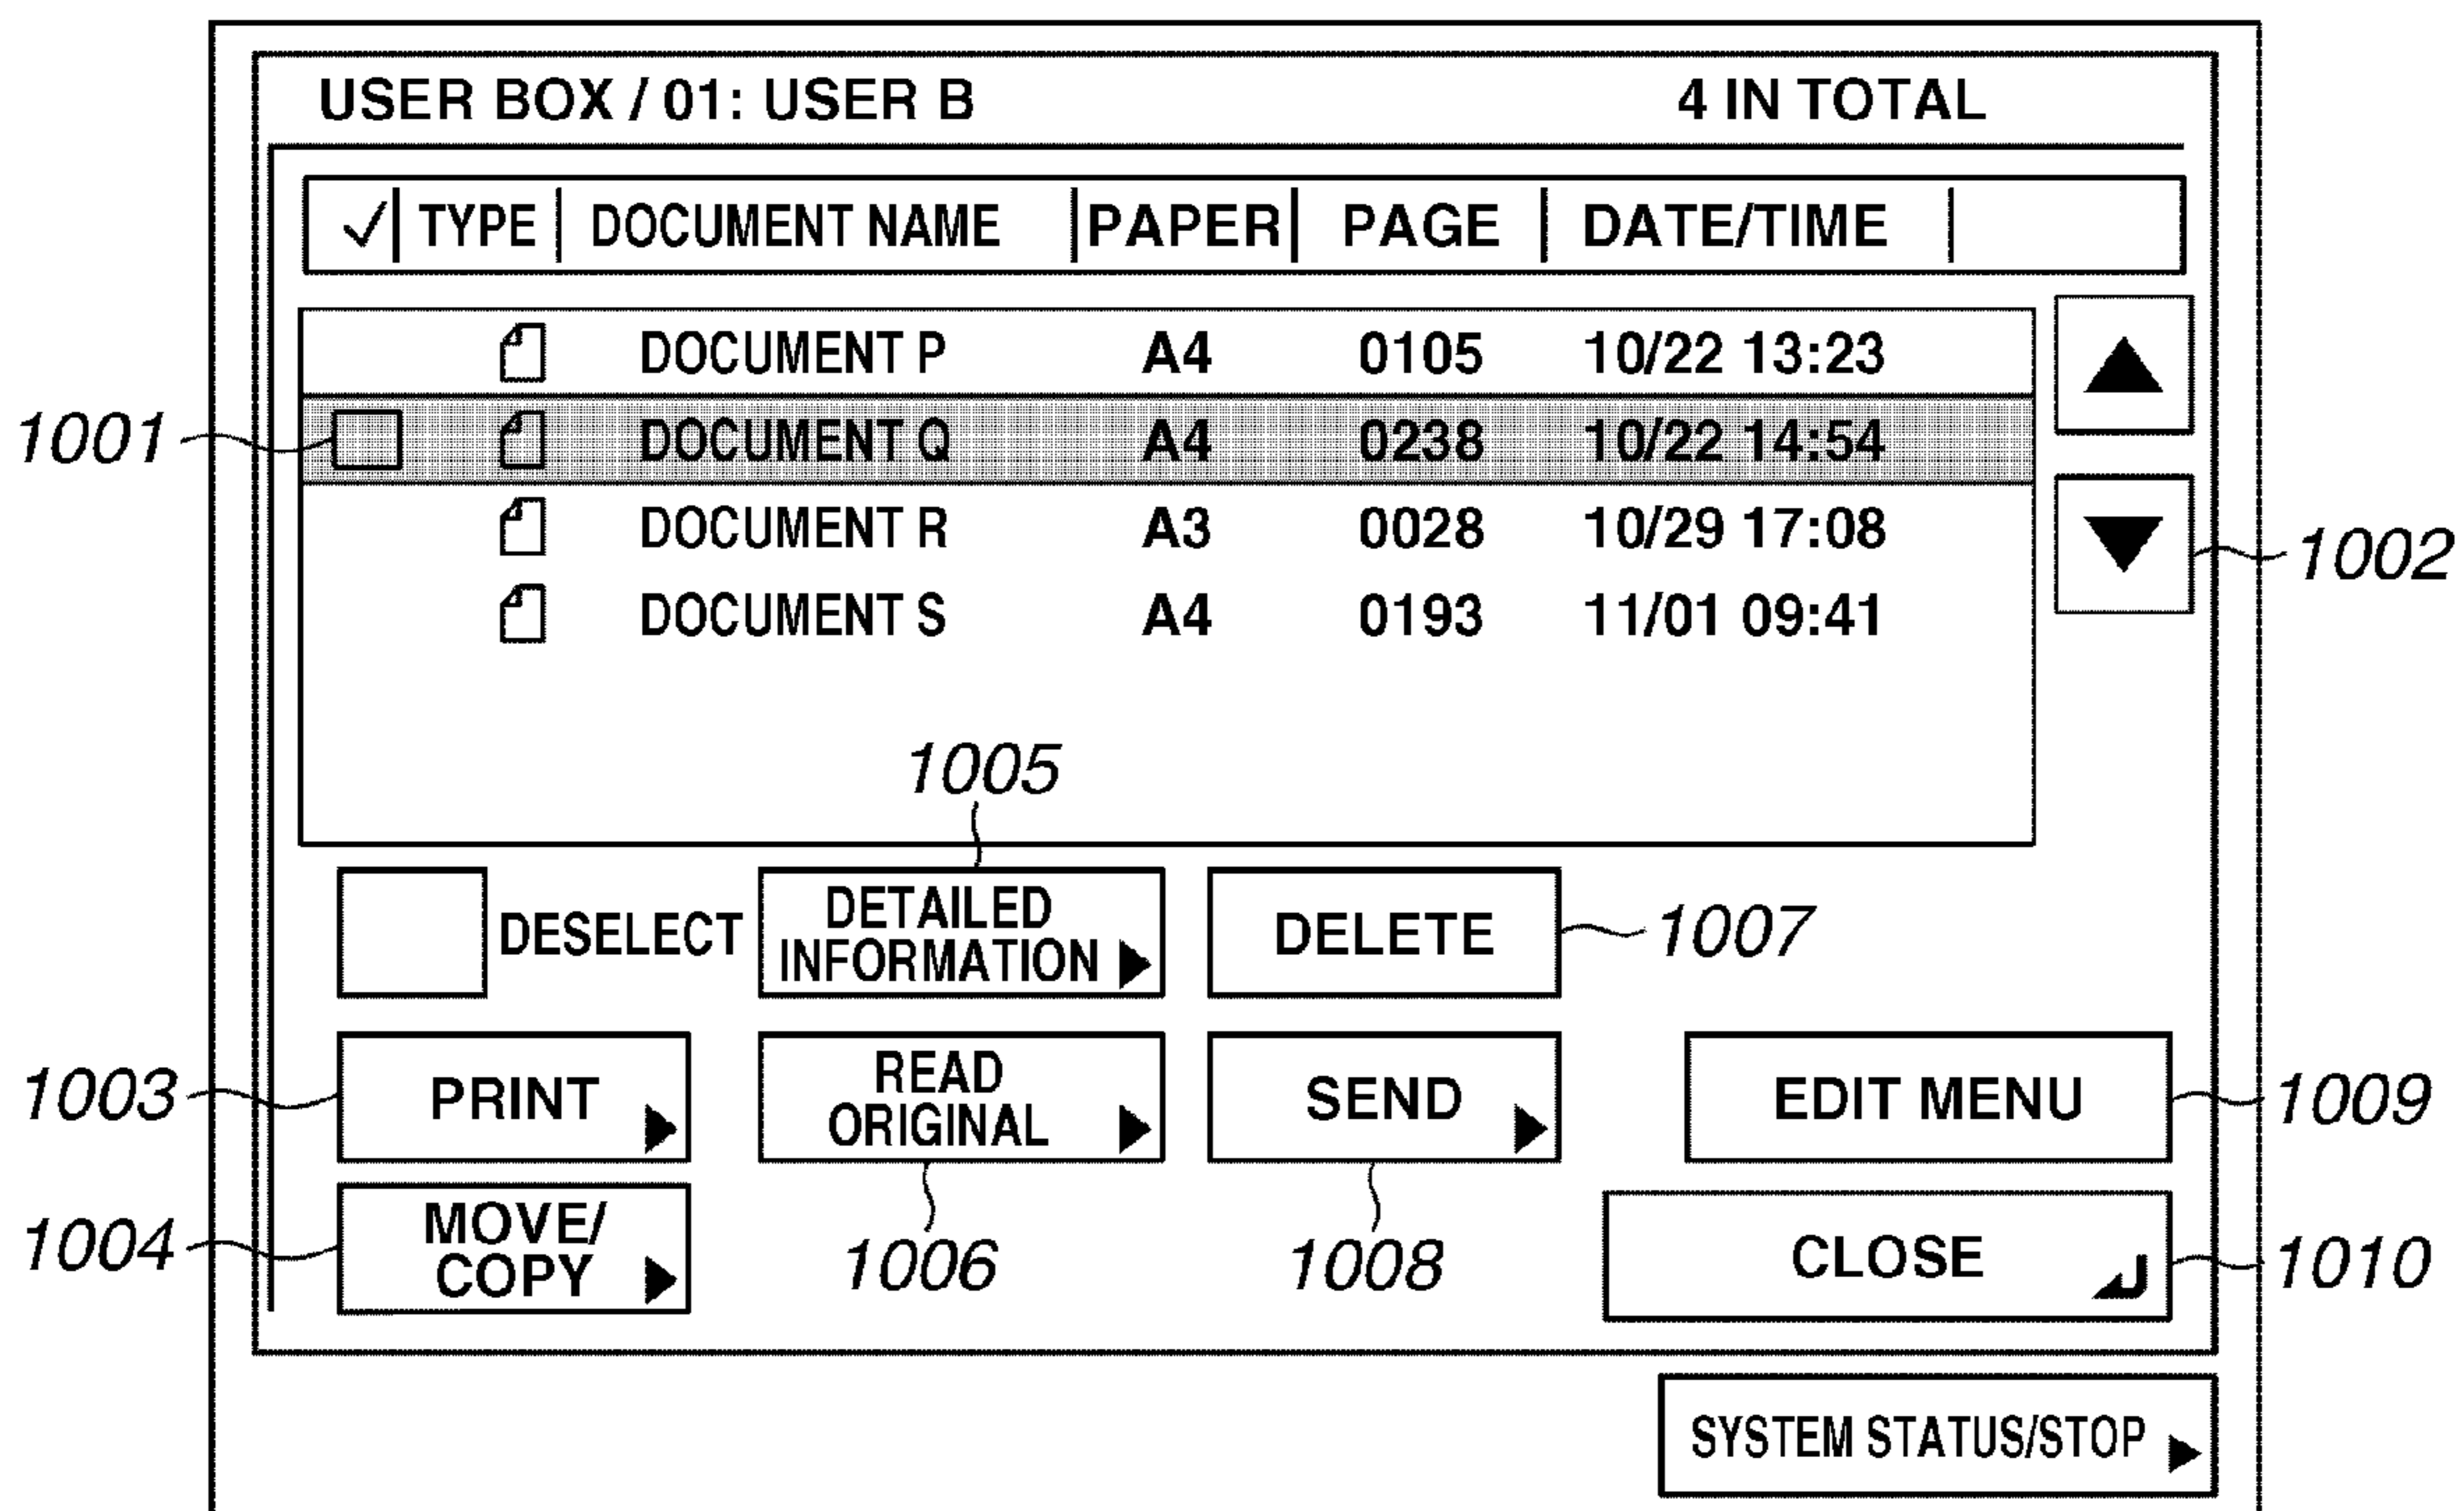 USER BOX / 01: USER B 4 IN TOTAL
✓ TYPE DOCUMENT NAME PAPER PAGE DATE/TIME
DOCUMENT P A4 0105 10/22 13:23
1001 DOCUMENT Q A4 0238 10/22 14:54
DOCUMENT R A3 0028 10/29 17:08
1002
DOCUMENT S A4 0193 11/01 09:41
1005
DESELECT
DETAILED
INFORMATION
DELETE
1007
1003
PRINT
READ
ORIGINAL
SEND
EDIT MENU
1009
1004
MOVE/
COPY
1006
1008
CLOSE
1010
SYSTEM STATUS/STOP